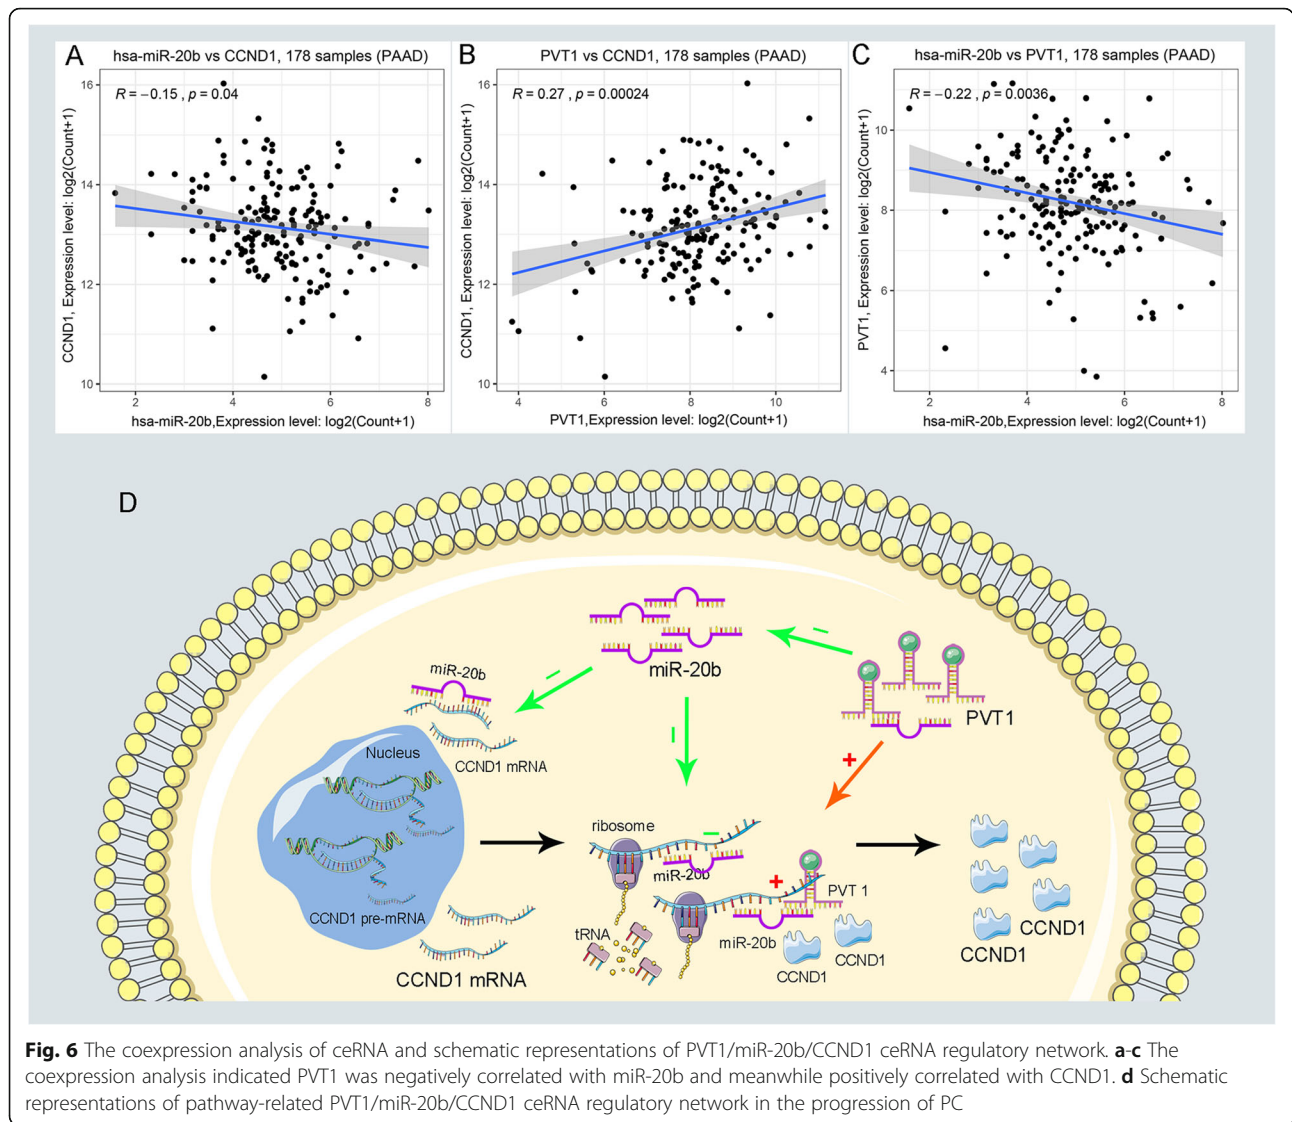 A
hsa-miR-20b vs CCND1, 178 samples (PAAD)
R = −0.15 , p = 0.04
CCND1, Expression level: log2(Count+1)
16
14
12
10
2 4 6 8
hsa-miR-20b,Expression level: log2(Count+1)
B
PVT1 vs CCND1, 178 samples (PAAD)
R = 0.27 , p = 0.00024
CCND1, Expression level: log2(Count+1)
16
14
12
10
4 6 8 10
PVT1,Expression level: log2(Count+1)
C
hsa-miR-20b vs PVT1, 178 samples (PAAD)
R = −0.22 , p = 0.0036
PVT1, Expression level: log2(Count+1)
10
8
6
4
2 4 6 8
hsa-miR-20b,Expression level: log2(Count+1)
D
miR-20b
−
−
−
miR-20b
CCND1 mRNA
PVT1
+
Nucleus
CCND1 pre-mRNA
CCND1 mRNA
ribosome
−
miR-20b
+
PVT 1
miR-20b
tRNA
CCND1
CCND1
CCND1
CCND1
Fig. 6 The coexpression analysis of ceRNA and schematic representations of PVT1/miR-20b/CCND1 ceRNA regulatory network. a-c The
coexpression analysis indicated PVT1 was negatively correlated with miR-20b and meanwhile positively correlated with CCND1. d Schematic
representations of pathway-related PVT1/miR-20b/CCND1 ceRNA regulatory network in the progression of PC